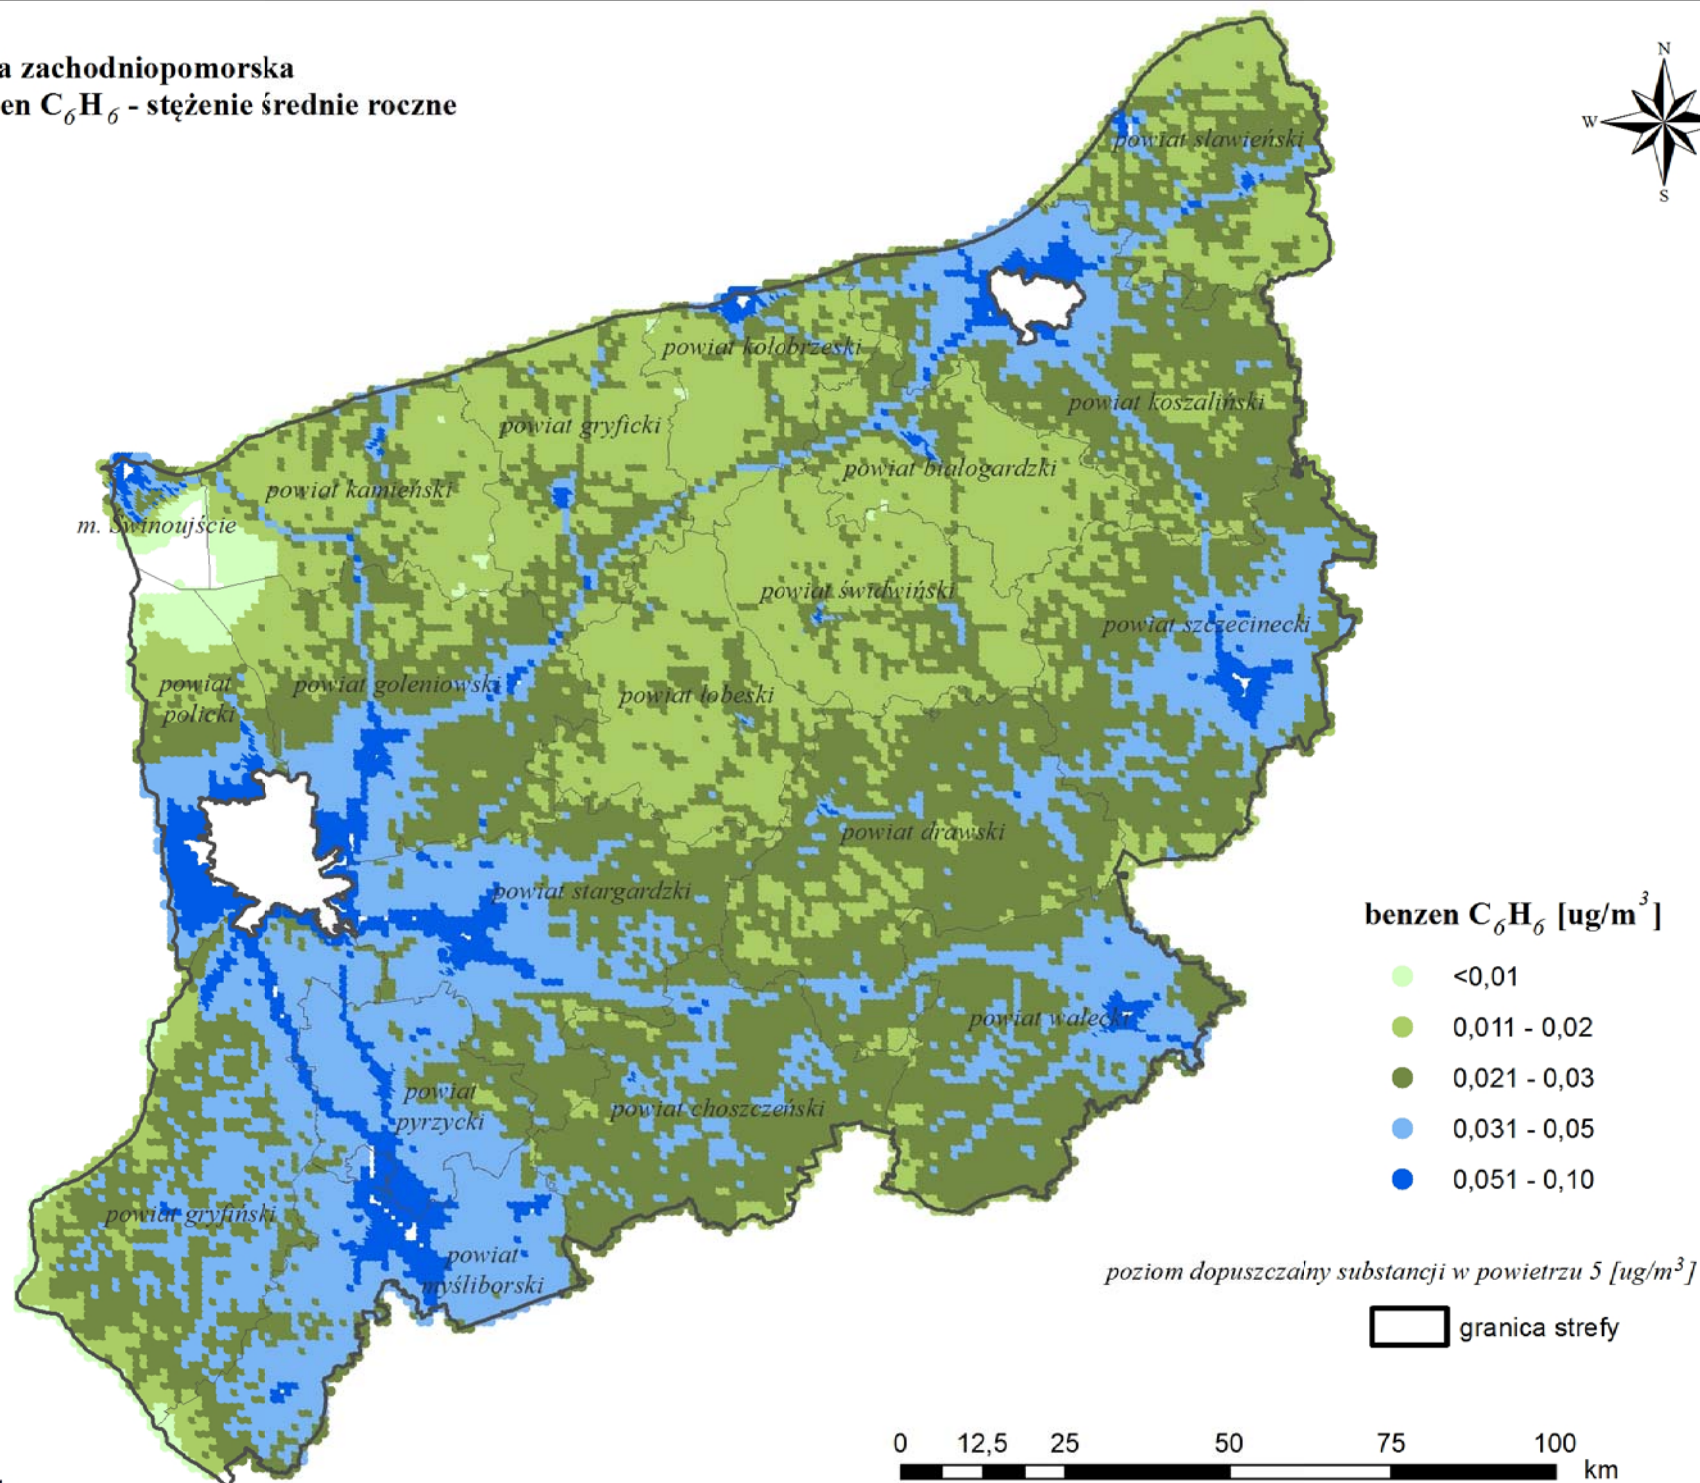 a zachodniopomorska
en C6H6 - stężenie średnie roczne
N
W
S
powiat sławieński
powiat kołobrzeski
powiat koszaliński
powiat gryficki
powiat białogardzki
powiat kamieński
m. Świnoujście
powiat świdwiński
powiat szczecinecki
powiat
policki
powiat goleniowski
powiat łobeski
powiat drawski
powiat stargardzki
powiat wałecki
powiat
pyrzycki
powiat choszczeński
powiat gryfiński
powiat
myśliborski
benzen C6H6 [ug/m3]
<0,01
0,011 - 0,02
0,021 - 0,03
0,031 - 0,05
0,051 - 0,10
poziom dopuszczalny substancji w powietrzu 5 [ug/m3]
granica strefy
0 12,5 25 50 75 100
km